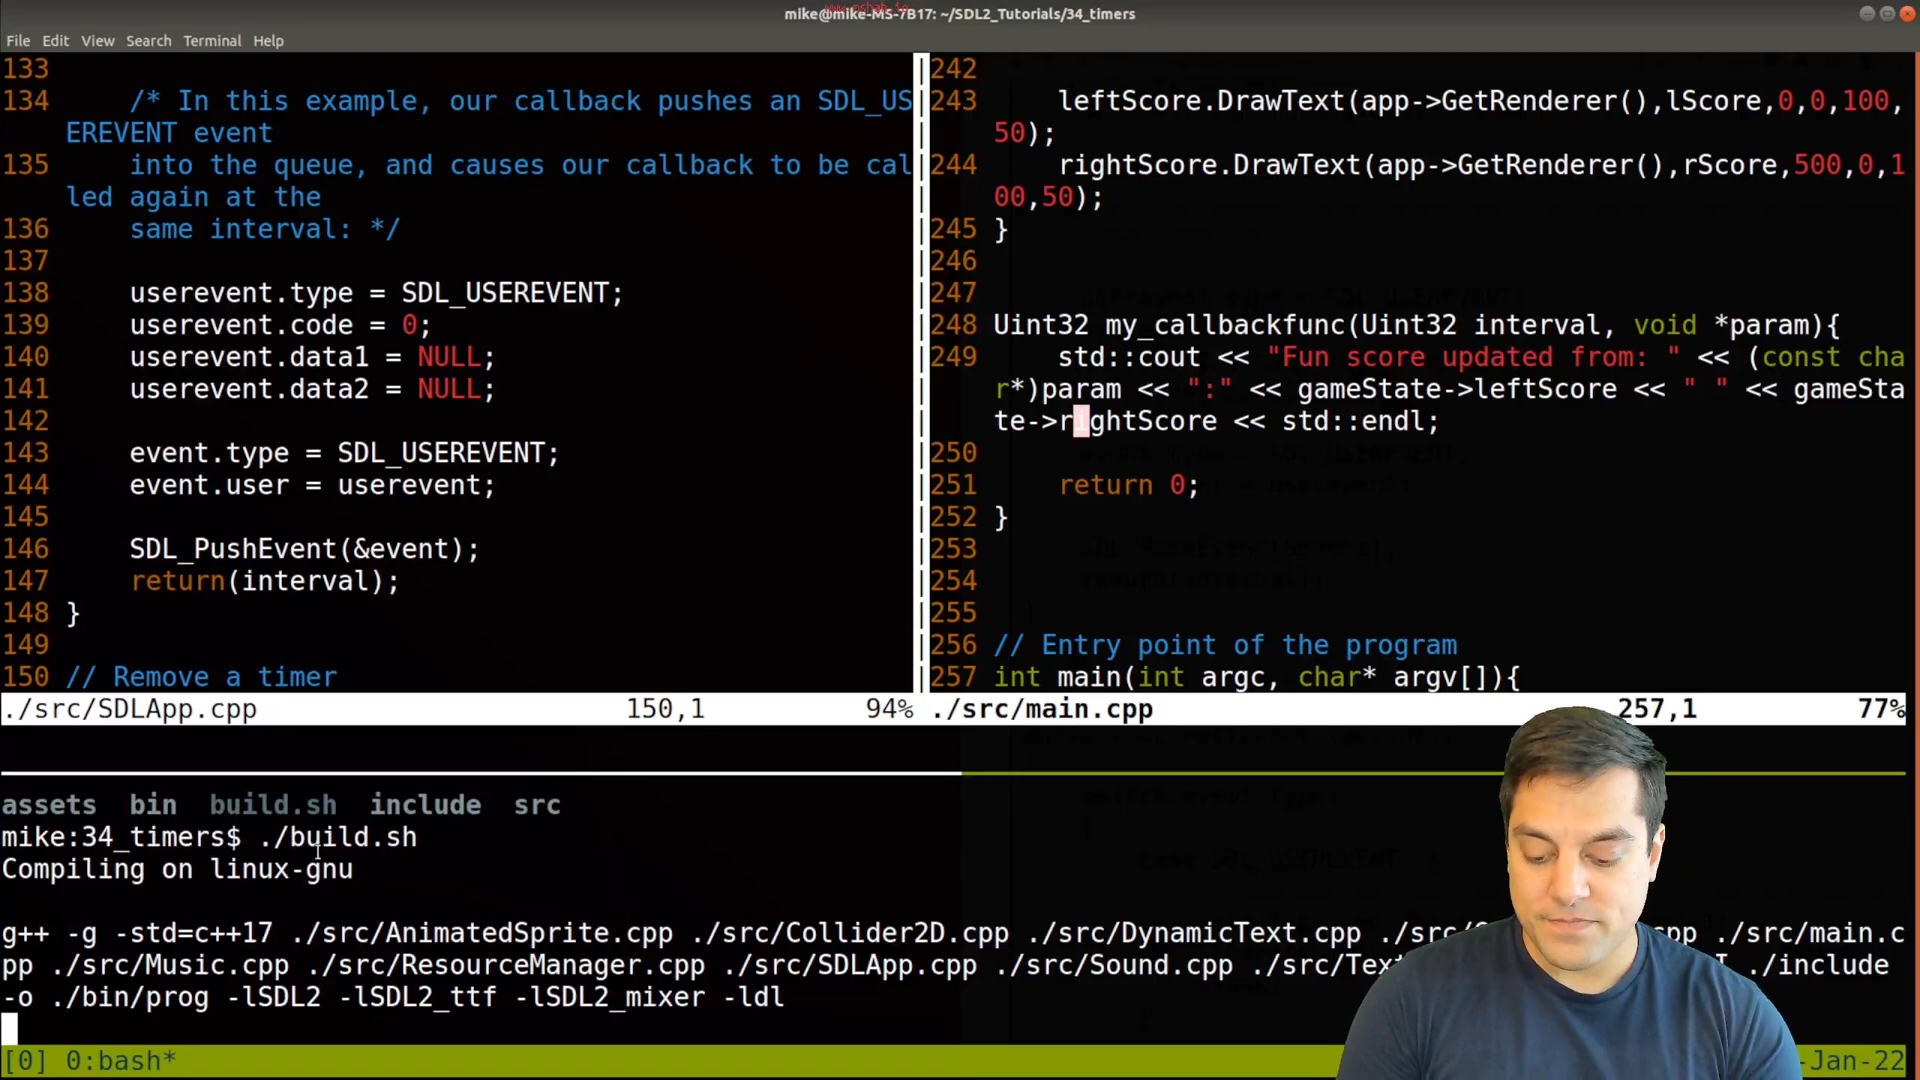 www.mshab.io
mike@mike-MS-7B17: ~/SDL2_Tutorials/34_timers
File Edit View Search Terminal Help
133
134     /* In this example, our callback pushes an SDL_US
EREVENT event
135     into the queue, and causes our callback to be cal
led again at the
136     same interval: */
137
138     userevent.type = SDL_USEREVENT;
139     userevent.code = 0;
140     userevent.data1 = NULL;
141     userevent.data2 = NULL;
142
143     event.type = SDL_USEREVENT;
144     event.user = userevent;
145
146     SDL_PushEvent(&event);
147     return(interval);
148 }
149
150 // Remove a timer
./src/SDLApp.cpp 150,1 94%
242
243     leftScore.DrawText(app->GetRenderer(),lScore,0,0,100,
50);
244     rightScore.DrawText(app->GetRenderer(),rScore,500,0,1
00,50);
245 }
246
247
248 Uint32 my_callbackfunc(Uint32 interval, void *param){
249     std::cout << "Fun score updated from: " << (const cha
r*)param << ":" << gameState->leftScore << " " << gameSta
te->rightScore << std::endl;
250
251     return 0;
252 }
253
254
255
256 // Entry point of the program
257 int main(int argc, char* argv[]){
./src/main.cpp 257,1 77%
assets bin build.sh include src
mike:34_timers$ ./build.sh
Compiling on linux-gnu
g++ -g -std=c++17 ./src/AnimatedSprite.cpp ./src/Collider2D.cpp ./src/DynamicText.cpp ./src/main.c
pp ./src/Music.cpp ./src/ResourceManager.cpp ./src/SDLApp.cpp ./src/Sound.cpp ./include
-o ./bin/prog -lSDL2 -lSDL2_ttf -lSDL2_mixer -ldl
[0] 0:bash* -Jan-22